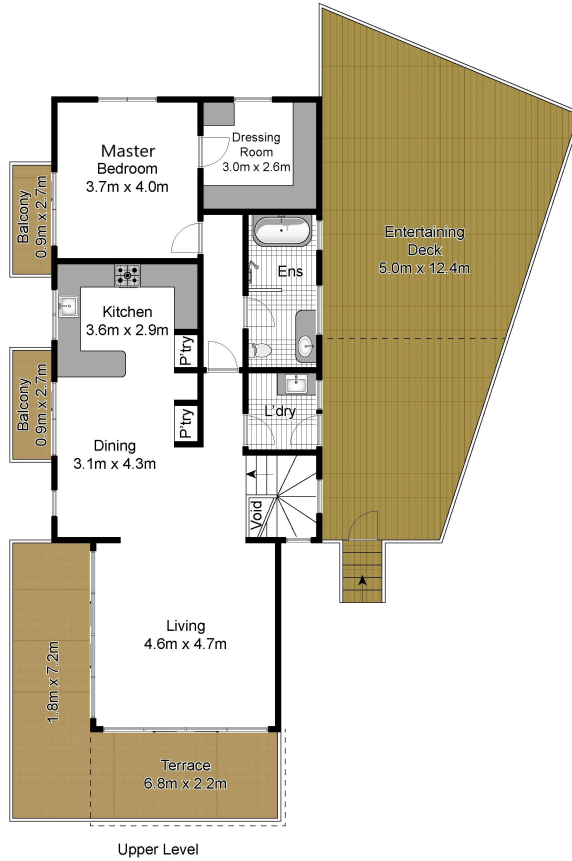 Master
Bedroom
3.7m x 4.0m
Dressing
Room
3.0m x 2.6m
Balcony
0.9m x 2.7m
Entertaining
Deck
5.0m x 12.4m
Ens
Kitchen
3.6m x 2.9m
P'try
Balcony
0.9m x 2.7m
P'try
L'dry
Dining
3.1m x 4.3m
Void
Living
4.6m x 4.7m
1.8m x 7.2m
Terrace
6.8m x 2.2m
Upper Level